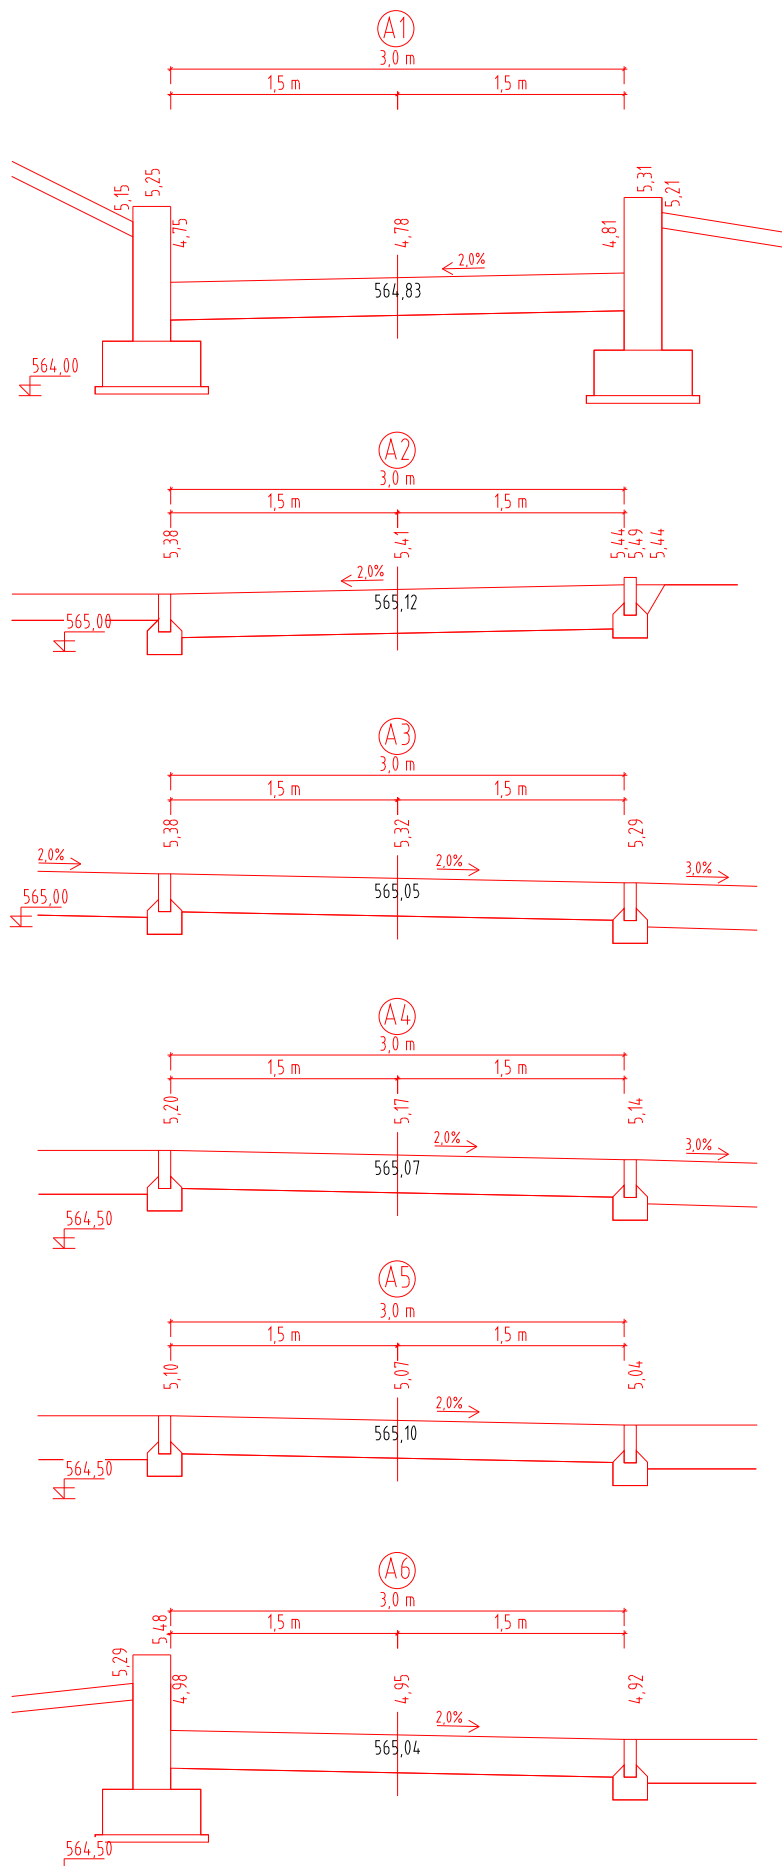 A1
3,0 m
1,5 m 1,5 m
5,15 5,25 4,75 4,78 4,81 5,31 5,21
2,0%
564,83
564,00
A2
3,0 m
1,5 m 1,5 m
5,38 5,41 5,44 5,49 5,44
2,0%
565,12
565,00
A3
3,0 m
1,5 m 1,5 m
5,38 5,32 5,29
2,0% 2,0% 3,0%
565,05
565,00
A4
3,0 m
1,5 m 1,5 m
5,20 5,17 5,14
2,0% 3,0%
565,07
564,50
A5
3,0 m
1,5 m 1,5 m
5,10 5,07 5,04
2,0%
565,10
564,50
A6
3,0 m
1,5 m 1,5 m
5,29 5,48 4,98 4,95 4,92
2,0%
565,04
564,50